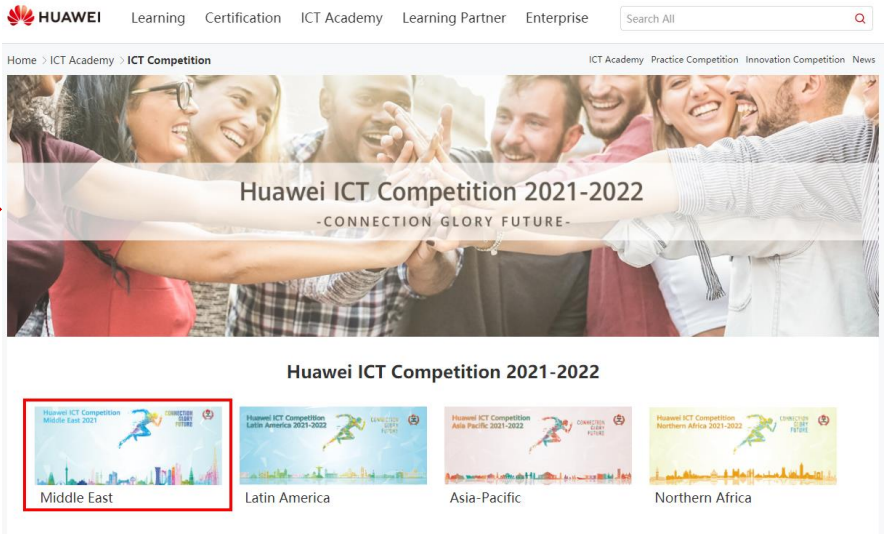 HUAWEI Learning Certification ICT Academy Learning Partner Enterprise Search All
Home > ICT Academy > ICT Competition ICT Academy Practice Competition Innovation Competition News
Huawei ICT Competition 2021-2022
-CONNECTION GLORY FUTURE-
Huawei ICT Competition 2021-2022
Huawei ICT Competition
Middle East 2021
CONNECTION
GLORY
FUTURE
Huawei ICT Competition
Latin America 2021-2022
CONNECTION
GLORY
FUTURE
Huawei ICT Competition
Asia Pacific 2021-2022
CONNECTION
GLORY
FUTURE
Huawei ICT Competition
Northern Africa 2021-2022
CONNECTION
GLORY
FUTURE
Middle East Latin America Asia-Pacific Northern Africa